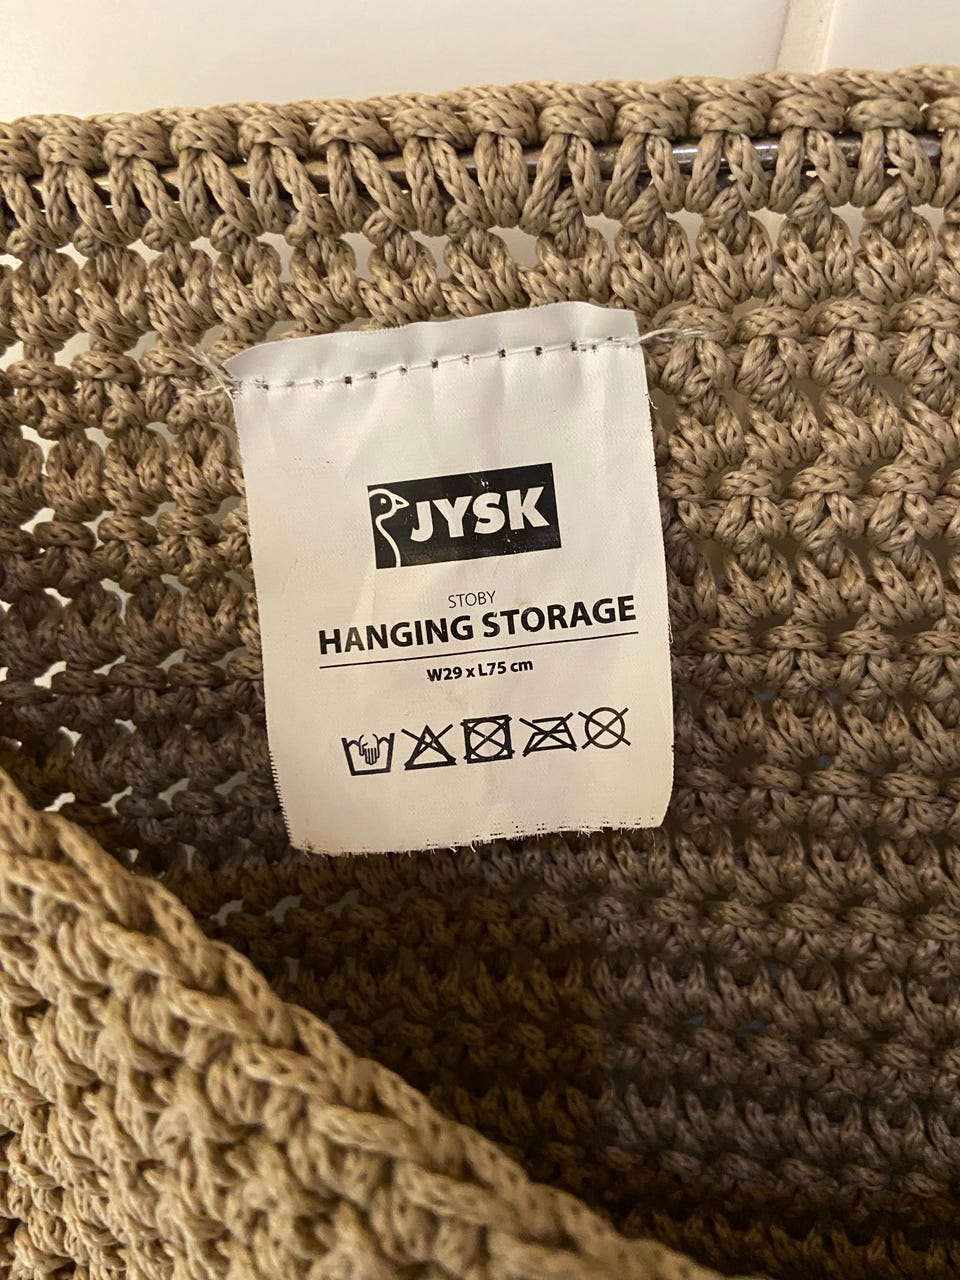 JYSK
STOBY
HANGING STORAGE
W29 x L75 cm